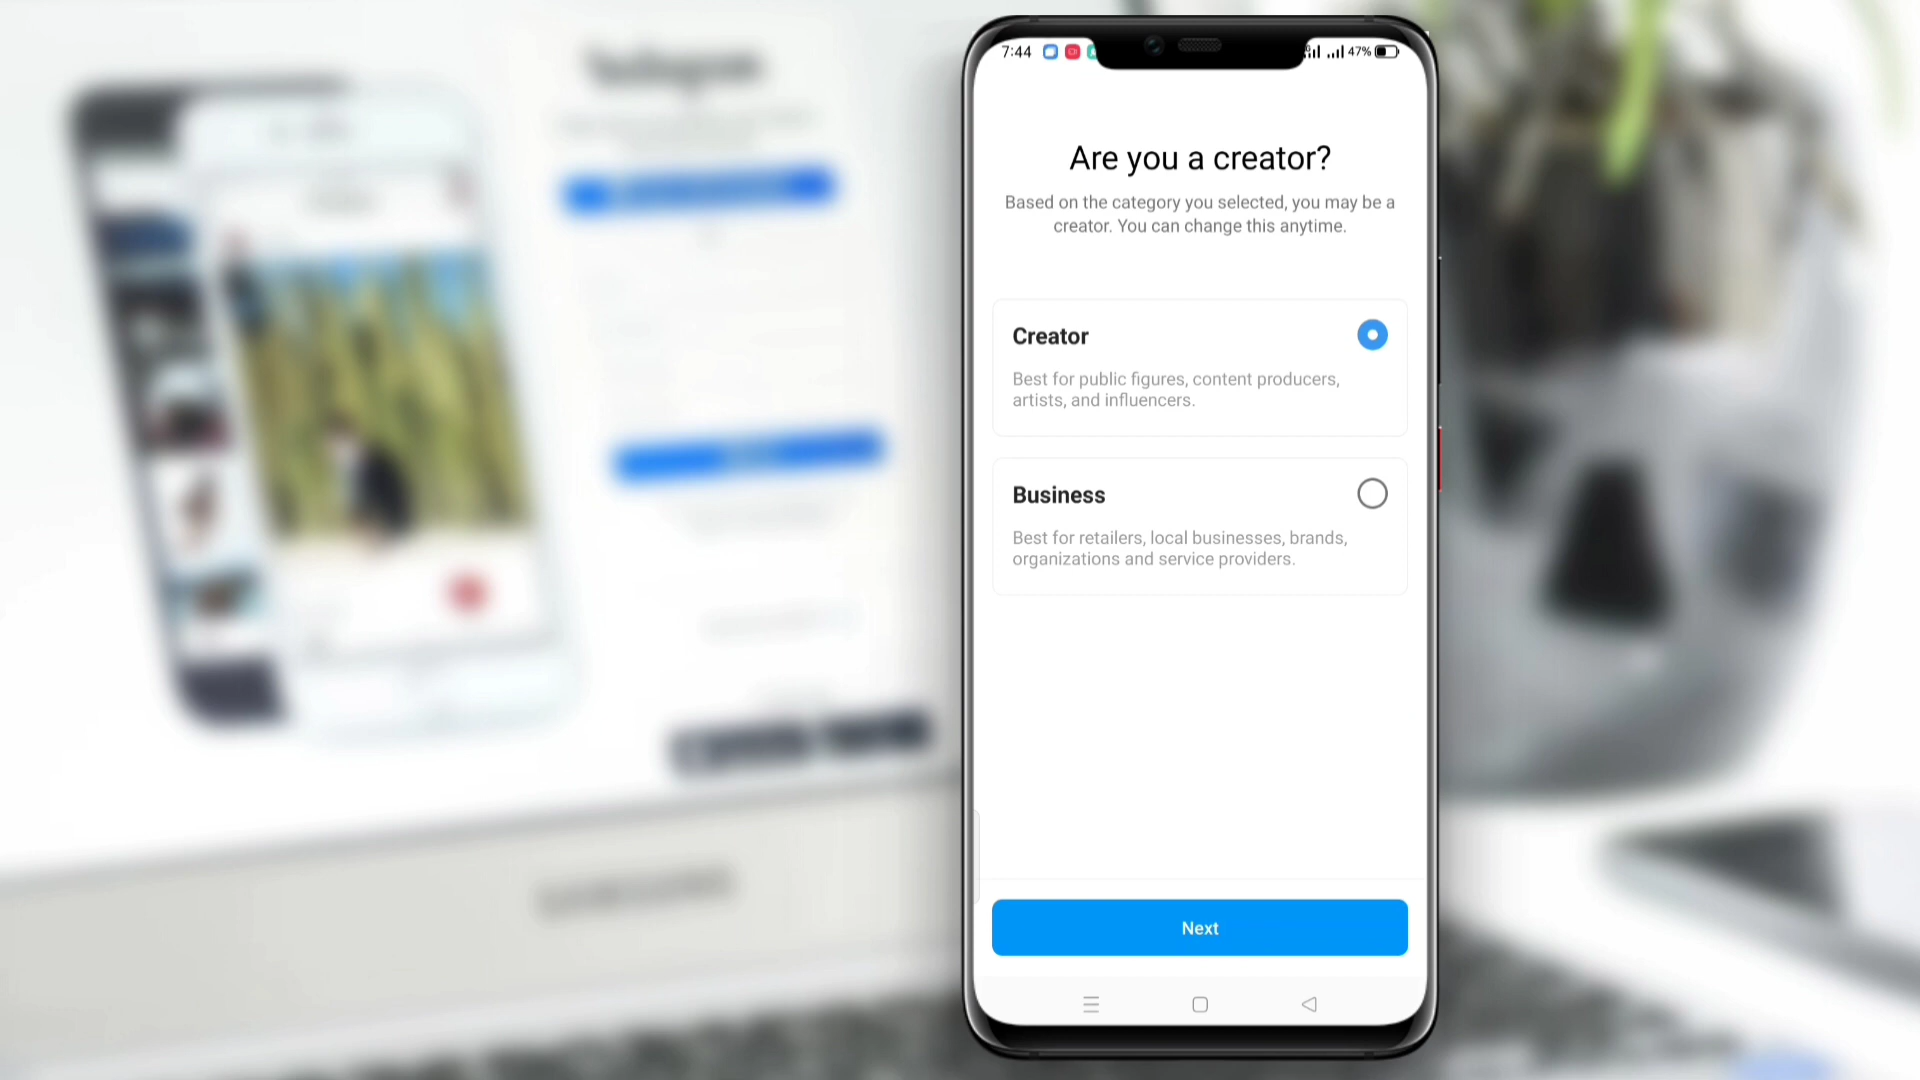 Instagram
7:44
47%
Are you a creator?
Based on the category you selected, you may be a
creator. You can change this anytime.
Creator
Best for public figures, content producers,
artists, and influencers.
Business
Best for retailers, local businesses, brands,
organizations and service providers.
Next
SAMSUNG